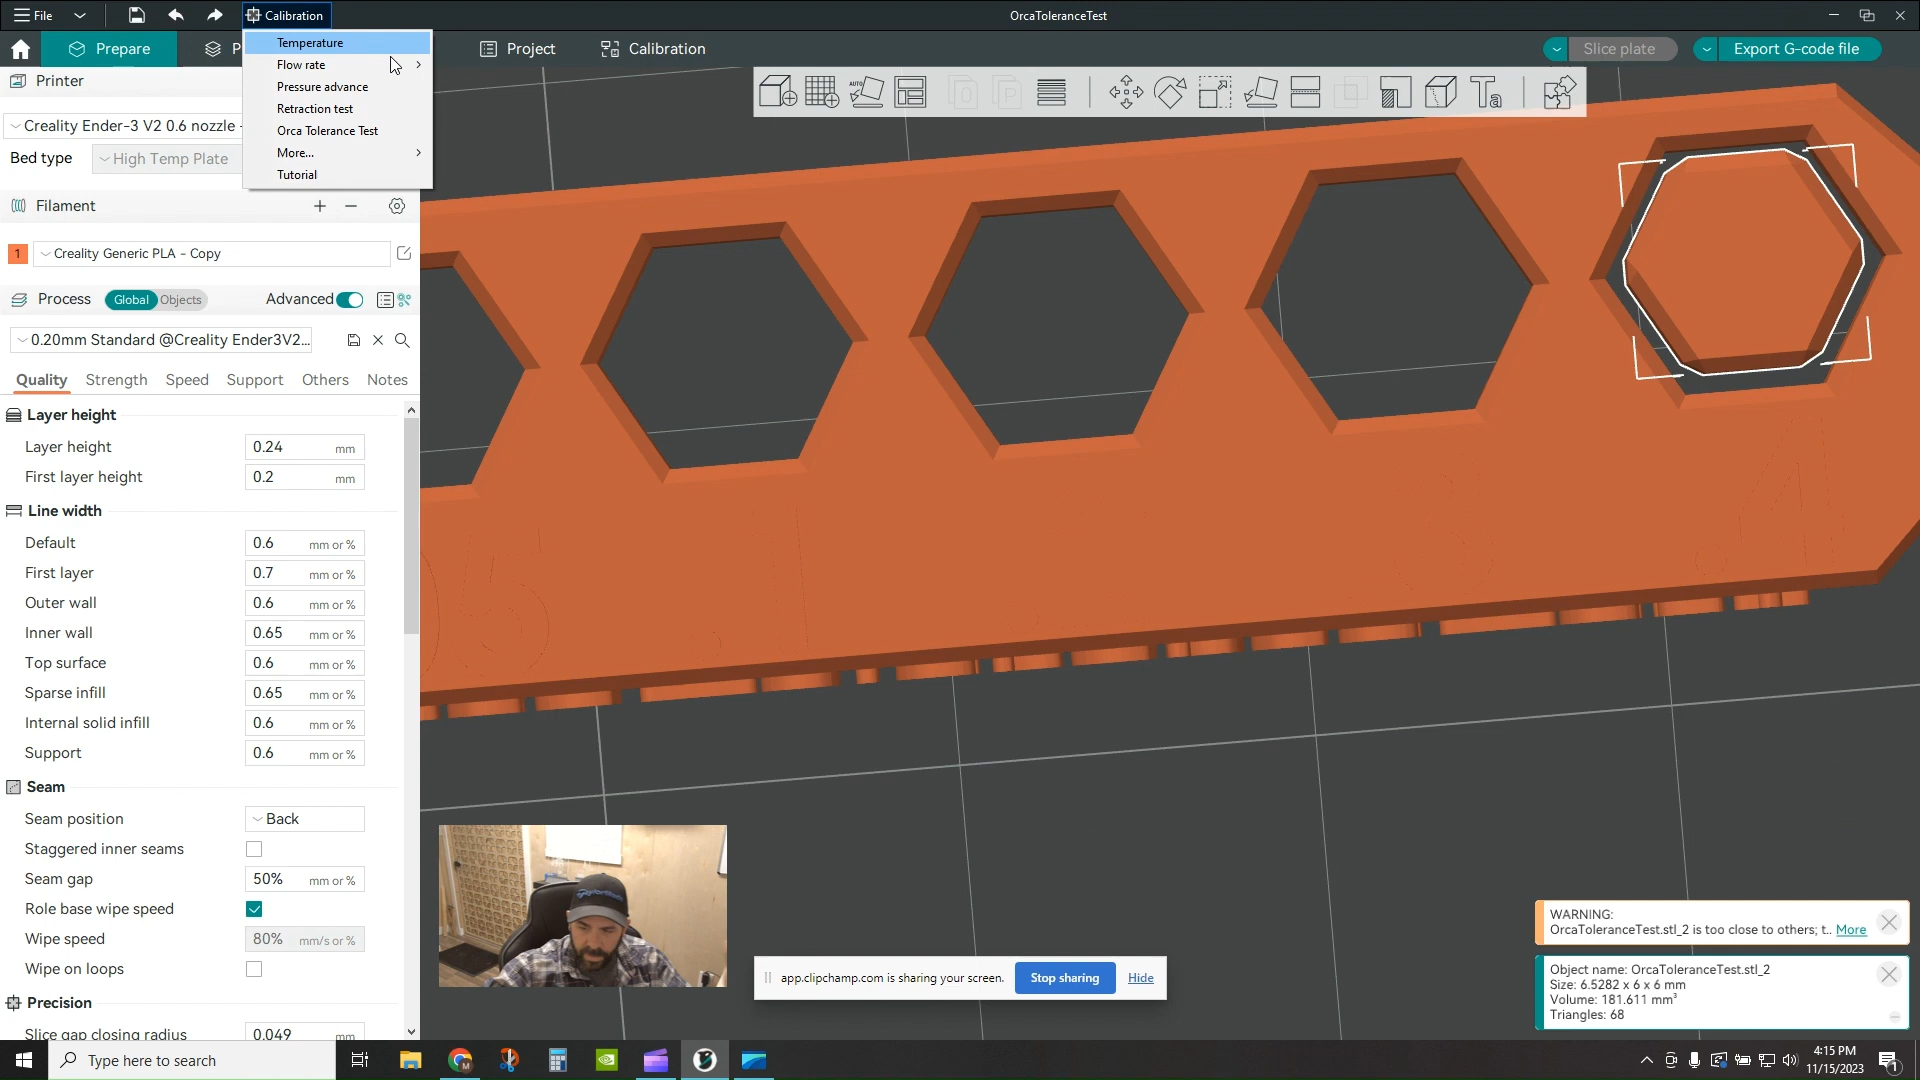 File
Calibration
OrcaToleranceTest
Prepare
P
Project
Calibration
Slice plate
Export G-code file
Temperature
Flow rate
Pressure advance
Retraction test
Orca Tolerance Test
More...
Tutorial
Printer
Creality Ender-3 V2 0.6 nozzle -
Bed type
High Temp Plate
Filament
1
Creality Generic PLA - Copy
Process
Global
Objects
Advanced
0.20mm Standard @Creality Ender3V2...
Quality
Strength
Speed
Support
Others
Notes
Layer height
Layer height 0.24 mm
First layer height 0.2 mm
Line width
Default 0.6 mm or %
First layer 0.7 mm or %
Outer wall 0.6 mm or %
Inner wall 0.65 mm or %
Top surface 0.6 mm or %
Sparse infill 0.65 mm or %
Internal solid infill 0.6 mm or %
Support 0.6 mm or %
Seam
Seam position Back
Staggered inner seams
Seam gap 50% mm or %
Role base wipe speed
Wipe speed 80% mm/s or %
Wipe on loops
Precision
Slice gap closing radius 0.049 mm
app.clipchamp.com is sharing your screen.
Stop sharing
Hide
WARNING:
OrcaToleranceTest.stl_2 is too close to others; t.. More
Object name: OrcaToleranceTest.stl_2
Size: 6.5282 x 6 x 6 mm
Volume: 181.611 mm³
Triangles: 68
Type here to search
4:15 PM
11/15/2023
1